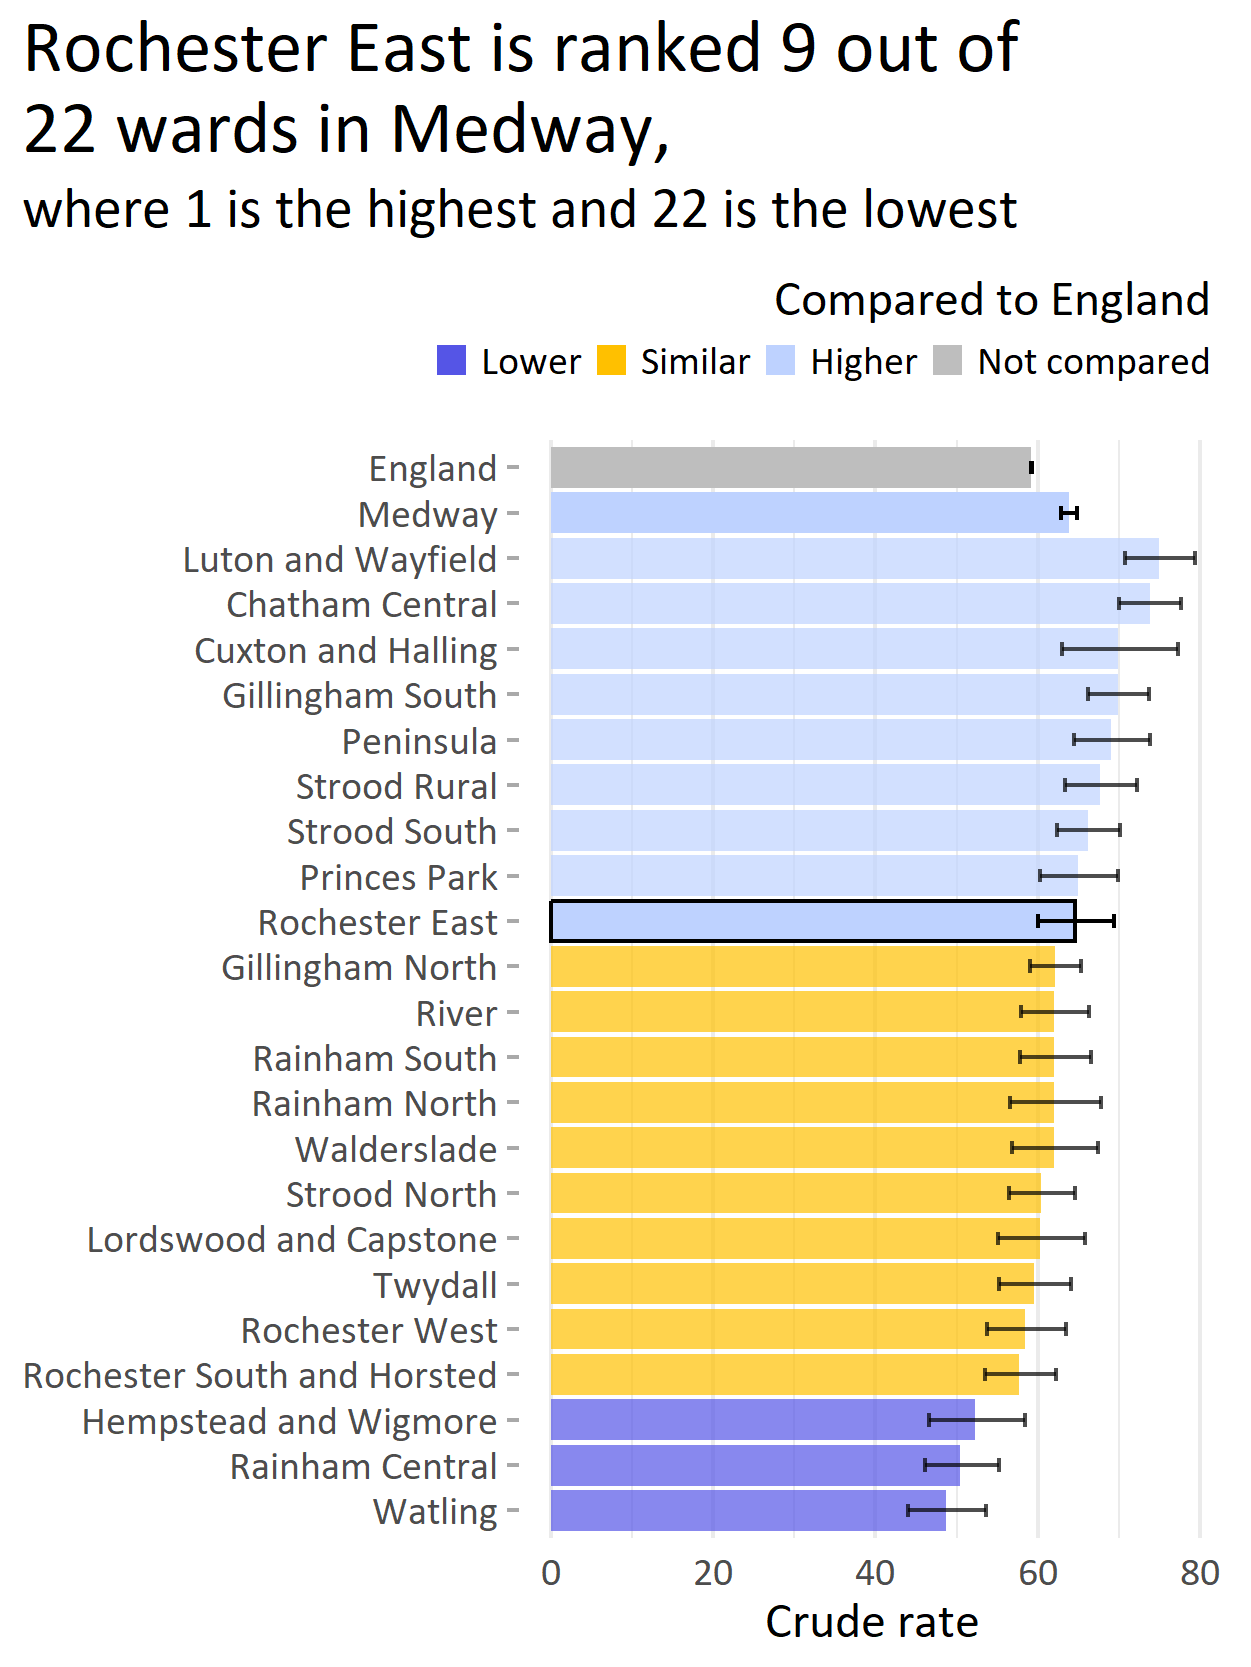 Rochester East is ranked 9 out of
22 wards in Medway,
where 1 is the highest and 22 is the lowest
Compared to England
Lower Similar Higher Not compared
England
Medway
Luton and Wayfield
Chatham Central
Cuxton and Halling
Gillingham South
Peninsula
Strood Rural
Strood South
Princes Park
Rochester East
Gillingham North
River
Rainham South
Rainham North
Walderslade
Strood North
Lordswood and Capstone
Twydall
Rochester West
Rochester South and Horsted
Hempstead and Wigmore
Rainham Central
Watling
0 20 40 60 80
Crude rate